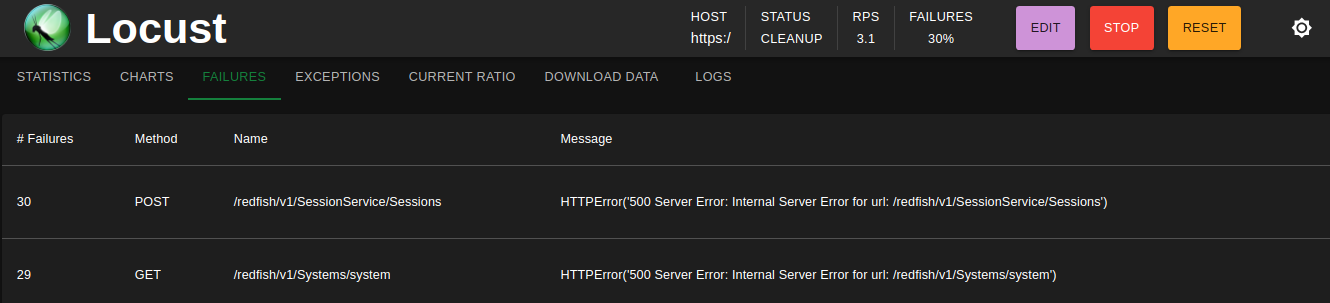 Locust
HOST STATUS RPS FAILURES
https:/ CLEANUP 3.1 30%
EDIT STOP RESET
STATISTICS CHARTS FAILURES EXCEPTIONS CURRENT RATIO DOWNLOAD DATA LOGS
# Failures Method Name Message
30 POST /redfish/v1/SessionService/Sessions HTTPError('500 Server Error: Internal Server Error for url: /redfish/v1/SessionService/Sessions')
29 GET /redfish/v1/Systems/system HTTPError('500 Server Error: Internal Server Error for url: /redfish/v1/Systems/system')